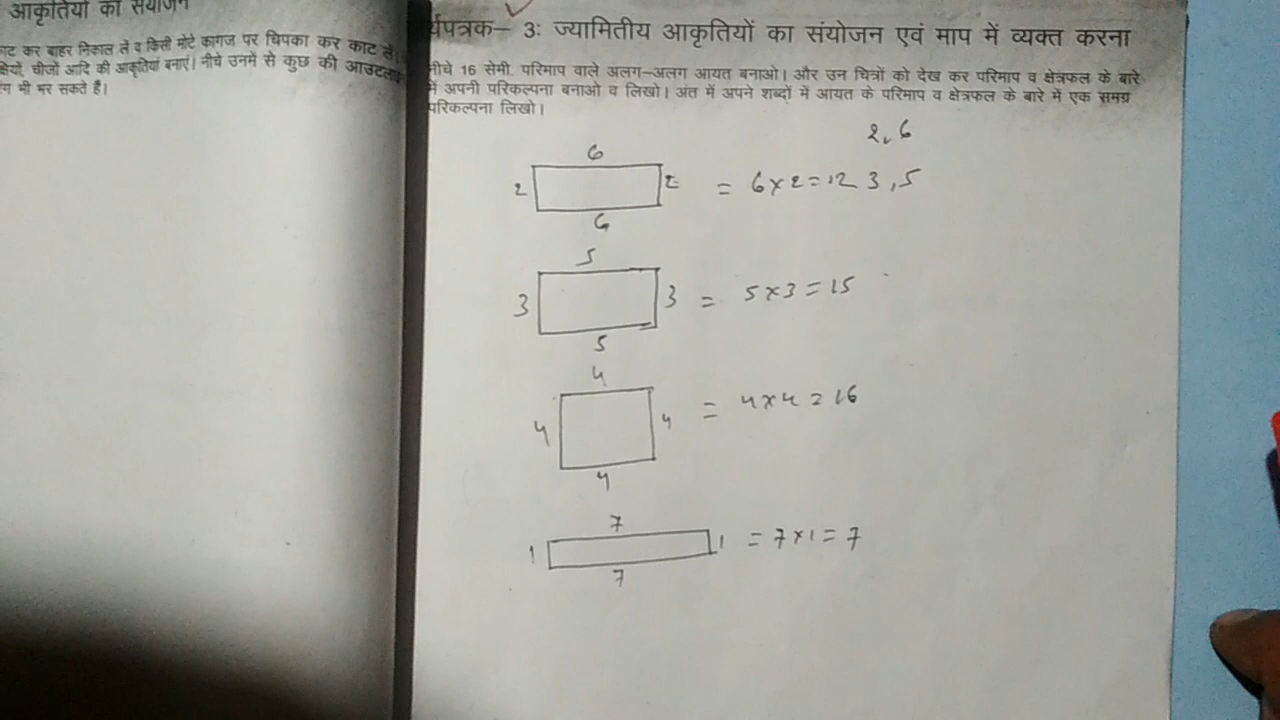 आकृतियों का संयोजन
काट कर बाहर निकाल लें व किसी मोटे कागज पर चिपका कर काट लें।
चीजों आदि की आकृतियां बनाएं। नीचे उनमें से कुछ की आउटलाइन
भी भर सकते हैं।
र्यपत्रक– 3: ज्यामितीय आकृतियों का संयोजन एवं माप में व्यक्त करना
नीचे 16 सेमी. परिमाप वाले अलग–अलग आयत बनाओ। और उन चित्रों को देख कर परिमाप व क्षेत्रफल के बारे
में अपनी परिकल्पना बनाओ व लिखो। अंत में अपने शब्दों में आयत के परिमाप व क्षेत्रफल के बारे में एक समग्र
परिकल्पना लिखो।
2, 6
6
2 2 = 6×2=12 3,5
6
5
3 3 = 5×3=15
5
4
4 4 = 4×4=16
4
7
1 1 = 7×1=7
7